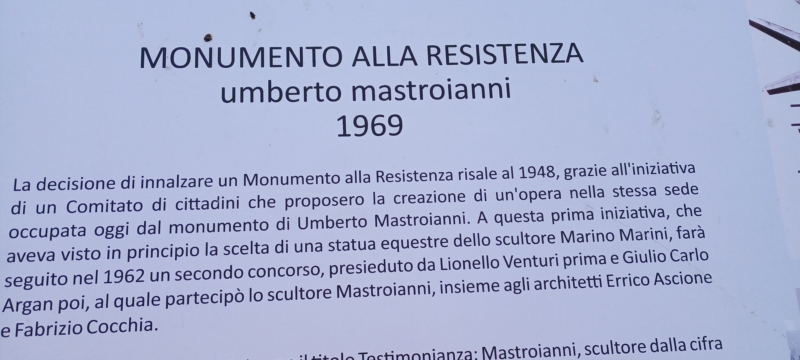 MONUMENTO ALLA RESISTENZA
umberto mastroianni
1969
La decisione di innalzare un Monumento alla Resistenza risale al 1948, grazie all'iniziativa
di un Comitato di cittadini che proposero la creazione di un'opera nella stessa sede
occupata oggi dal monumento di Umberto Mastroianni. A questa prima iniziativa, che
aveva visto in principio la scelta di una statua equestre dello scultore Marino Marini, farà
seguito nel 1962 un secondo concorso, presieduto da Lionello Venturi prima e Giulio Carlo
Argan poi, al quale partecipò lo scultore Mastroianni, insieme agli architetti Errico Ascione
e Fabrizio Cocchia.
il titolo Testimonianza: Mastroianni, scultore dalla cifra